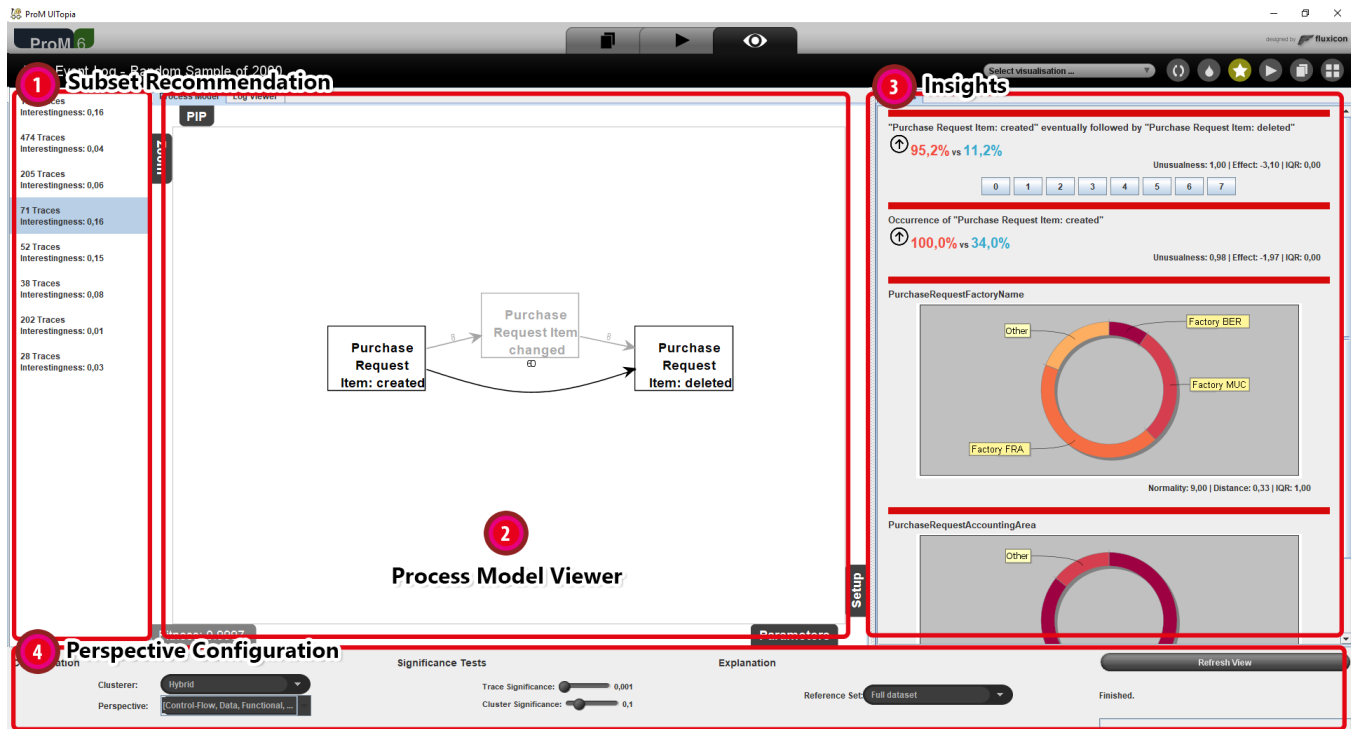 ProM UITopia
ProM 6
designed by fluxicon
Event Log - Random Sample of 2000
Select visualisation ...
1 Subset Recommendation
3 Insights
Traces
Interestingness: 0,16
474 Traces
Interestingness: 0,04
205 Traces
Interestingness: 0,06
71 Traces
Interestingness: 0,16
52 Traces
Interestingness: 0,15
38 Traces
Interestingness: 0,08
202 Traces
Interestingness: 0,01
28 Traces
Interestingness: 0,03
Process Model Log Viewer
PIP
Zoom
Purchase
Request Item
changed
8
8
Purchase
Request
Item: created
Purchase
Request
Item: deleted
2
Process Model Viewer
Setup
Fitness: 0.9997
Parameters
"Purchase Request Item: created" eventually followed by "Purchase Request Item: deleted"
95,2% vs 11,2%
Unusualness: 1,00 | Effect: -3,10 | IQR: 0,00
0 1 2 3 4 5 6 7
Occurrence of "Purchase Request Item: created"
100,0% vs 34,0%
Unusualness: 0,98 | Effect: -1,97 | IQR: 0,00
PurchaseRequestFactoryName
Other
Factory BER
Factory MUC
Factory FRA
Normality: 9,00 | Distance: 0,33 | IQR: 1,00
PurchaseRequestAccountingArea
Other
4 Perspective Configuration
Significance Tests
Explanation
Refresh View
Clusterer: Hybrid
Trace Significance: 0,001
Reference Set: Full dataset
Finished.
Perspective: [Control-Flow, Data, Functional, ...
Cluster Significance: 0,1